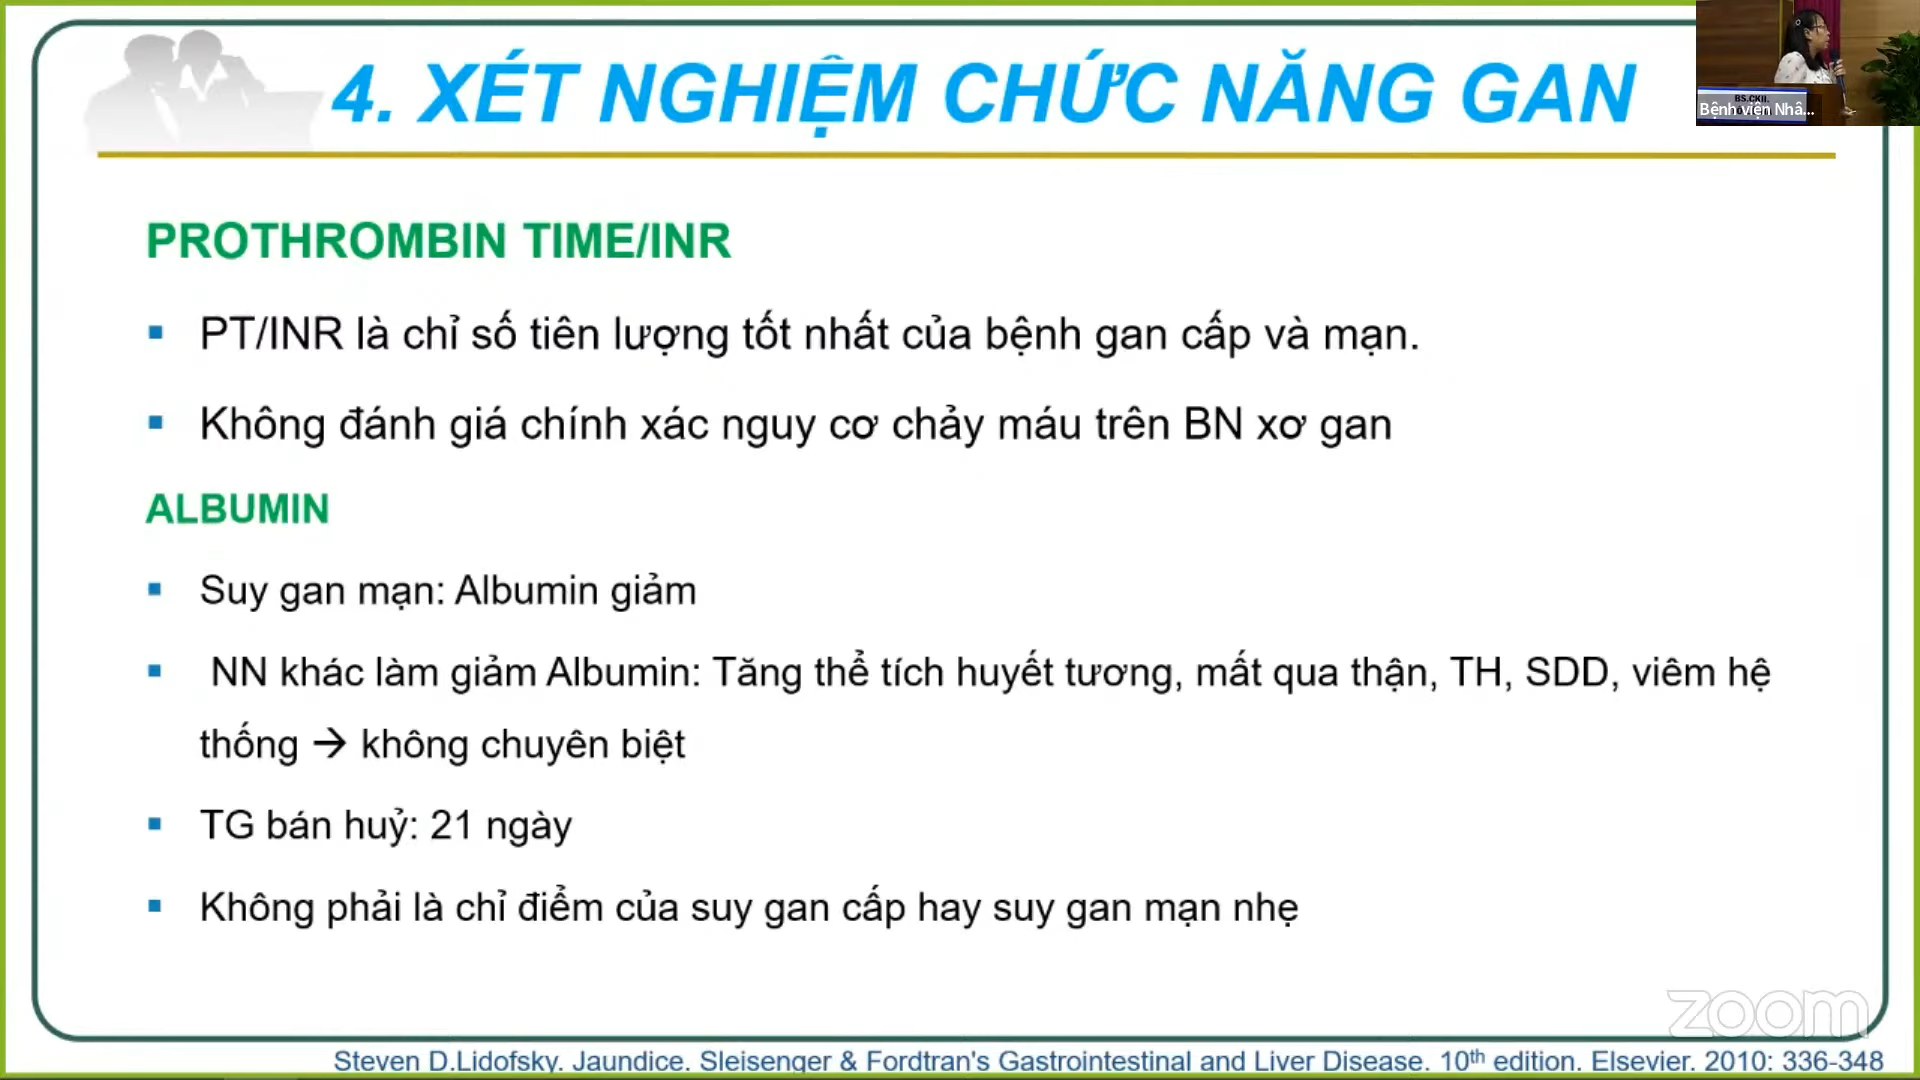 4. XÉT NGHIỆM CHỨC NĂNG GAN
BS.CKII.
Bệnh viện Nhâ...
PROTHROMBIN TIME/INR
▪ PT/INR là chỉ số tiên lượng tốt nhất của bệnh gan cấp và mạn.
▪ Không đánh giá chính xác nguy cơ chảy máu trên BN xơ gan
ALBUMIN
▪ Suy gan mạn: Albumin giảm
▪ NN khác làm giảm Albumin: Tăng thể tích huyết tương, mất qua thận, TH, SDD, viêm hệ
thống → không chuyên biệt
▪ TG bán huỷ: 21 ngày
▪ Không phải là chỉ điểm của suy gan cấp hay suy gan mạn nhẹ
zoom
Steven D.Lidofsky. Jaundice. Sleisenger & Fordtran's Gastrointestinal and Liver Disease. 10th edition. Elsevier. 2010: 336-348